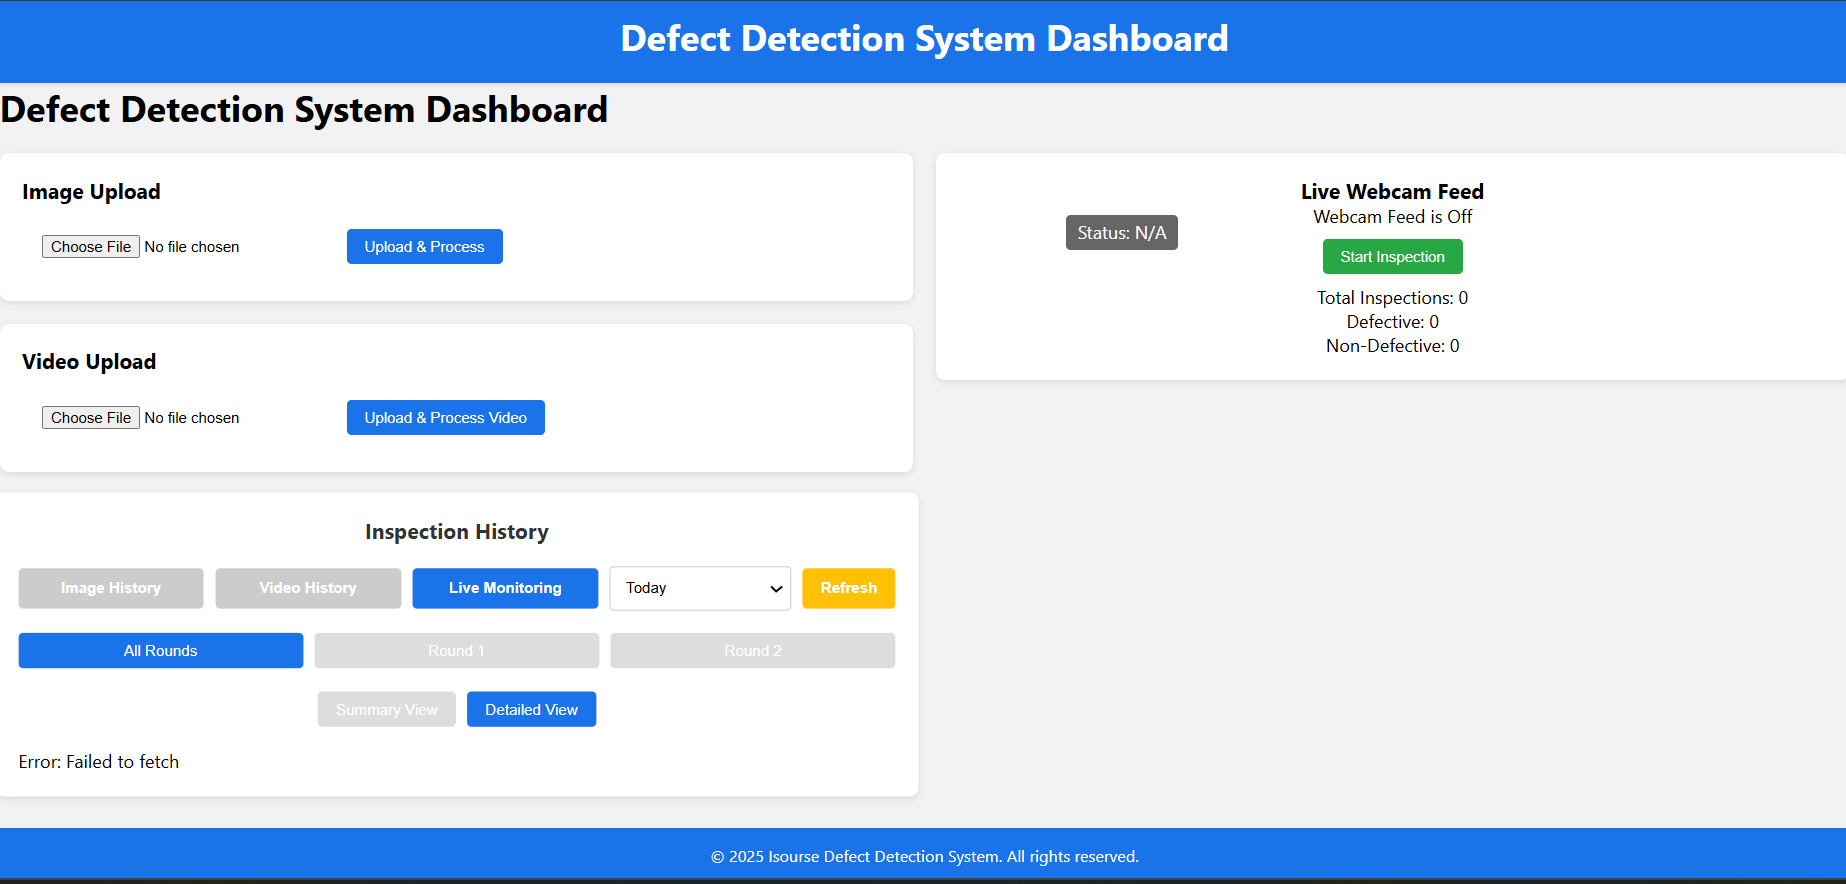 Defect Detection System Dashboard
Defect Detection System Dashboard
Image Upload
Choose File No file chosen
Upload & Process
Video Upload
Choose File No file chosen
Upload & Process Video
Inspection History
Image History
Video History
Live Monitoring
Today
Refresh
All Rounds
Round 1
Round 2
Summary View
Detailed View
Error: Failed to fetch
Live Webcam Feed
Webcam Feed is Off
Status: N/A
Start Inspection
Total Inspections: 0
Defective: 0
Non-Defective: 0
© 2025 Isourse Defect Detection System. All rights reserved.